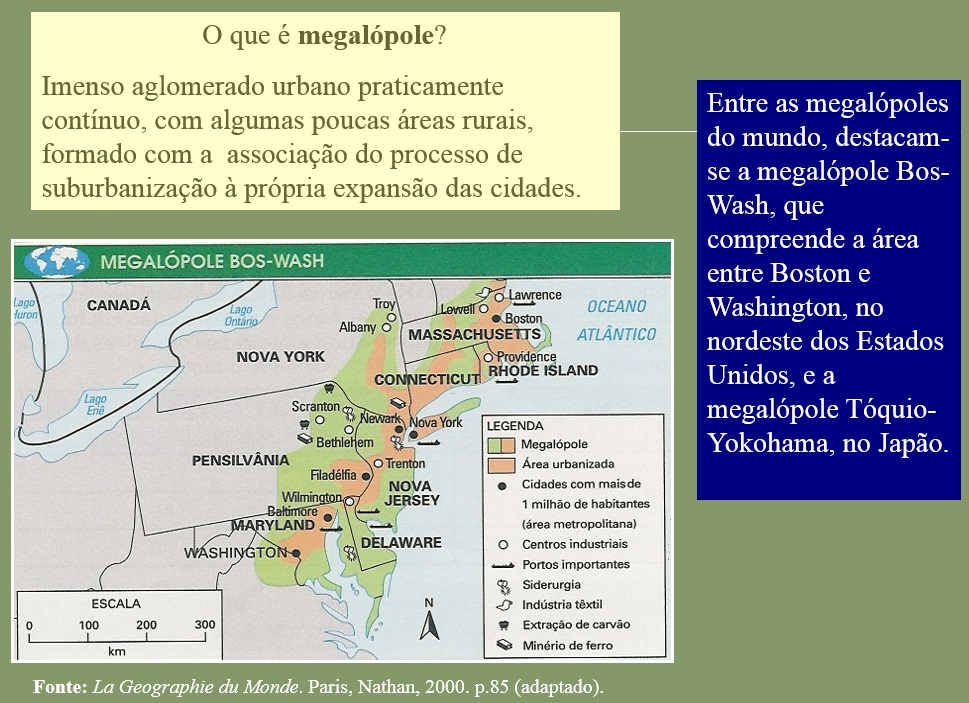 O que é megalópole?
Imenso aglomerado urbano praticamente
contínuo, com algumas poucas áreas rurais,
formado com a associação do processo de
suburbanização à própria expansão das cidades.
Entre as megalópoles
do mundo, destacam-
se a megalópole Bos-
Wash, que
compreende a área
entre Boston e
Washington, no
nordeste dos Estados
Unidos, e a
megalópole Tóquio-
Yokohama, no Japão.
MEGALÓPOLE BOS-WASH
Lago
Huron
CANADÁ
Lago
Ontário
Lago
Eriê
Troy
Albany
NOVA YORK
Lawrence
Lowell
Boston
MASSACHUSETTS
OCEANO
ATLÂNTICO
Providence
RHODE ISLAND
CONNECTICUT
Scranton
Newark
Nova York
Bethlehem
PENSILVÂNIA
Trenton
Filadélfia
NOVA
JERSEY
Wilmington
Baltimore
MARYLAND
DELAWARE
WASHINGTON
LEGENDA
Megalópole
Área urbanizada
Cidades com mais de
1 milhão de habitantes
(área metropolitana)
Centros industriais
Portos importantes
Siderurgia
Indústria têxtil
Extração de carvão
Minério de ferro
ESCALA
0 100 200 300
km
N
Fonte: La Geographie du Monde. Paris, Nathan, 2000. p.85 (adaptado).